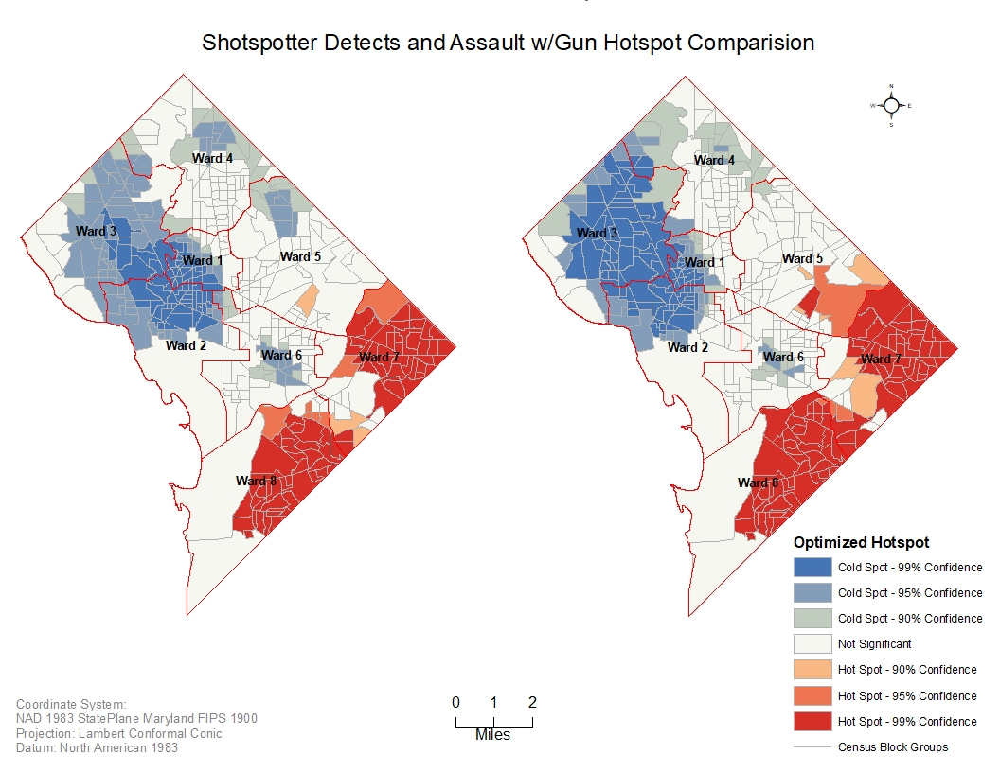 Shotspotter Detects and Assault w/Gun Hotspot Comparision
N
W E
S
Ward 4
Ward 3
Ward 1
Ward 5
Ward 2
Ward 6
Ward 7
Ward 8
Ward 4
Ward 3
Ward 1
Ward 5
Ward 2
Ward 6
Ward 7
Ward 8
Optimized Hotspot
Cold Spot - 99% Confidence
Cold Spot - 95% Confidence
Cold Spot - 90% Confidence
Not Significant
Hot Spot - 90% Confidence
Hot Spot - 95% Confidence
Hot Spot - 99% Confidence
Census Block Groups
Coordinate System:
NAD 1983 StatePlane Maryland FIPS 1900
Projection: Lambert Conformal Conic
Datum: North American 1983
0 1 2
Miles